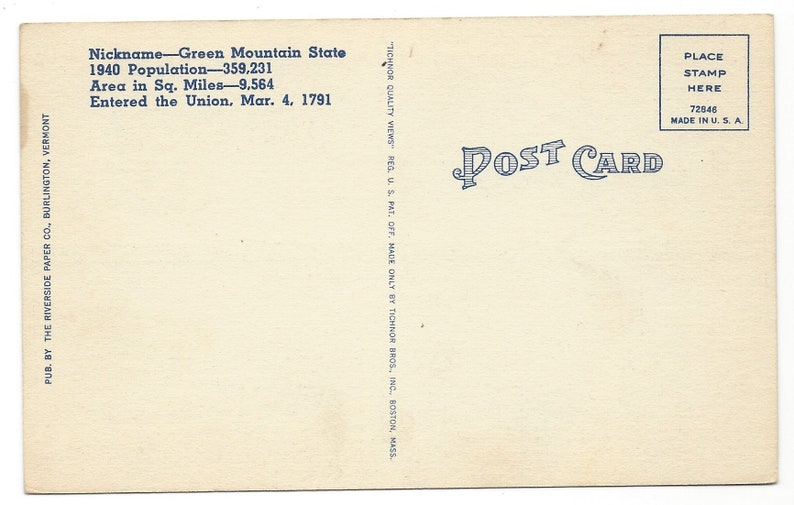 Nickname—Green Mountain State
1940 Population—359,231
Area in Sq. Miles—9,564
Entered the Union, Mar. 4, 1791
PUB. BY THE RIVERSIDE PAPER CO., BURLINGTON, VERMONT
"TICHNOR QUALITY VIEWS" REG. U. S. PAT. OFF. MADE ONLY BY TICHNOR BROS., INC., BOSTON, MASS.
POST CARD
PLACE
STAMP
HERE
72846
MADE IN U. S. A.